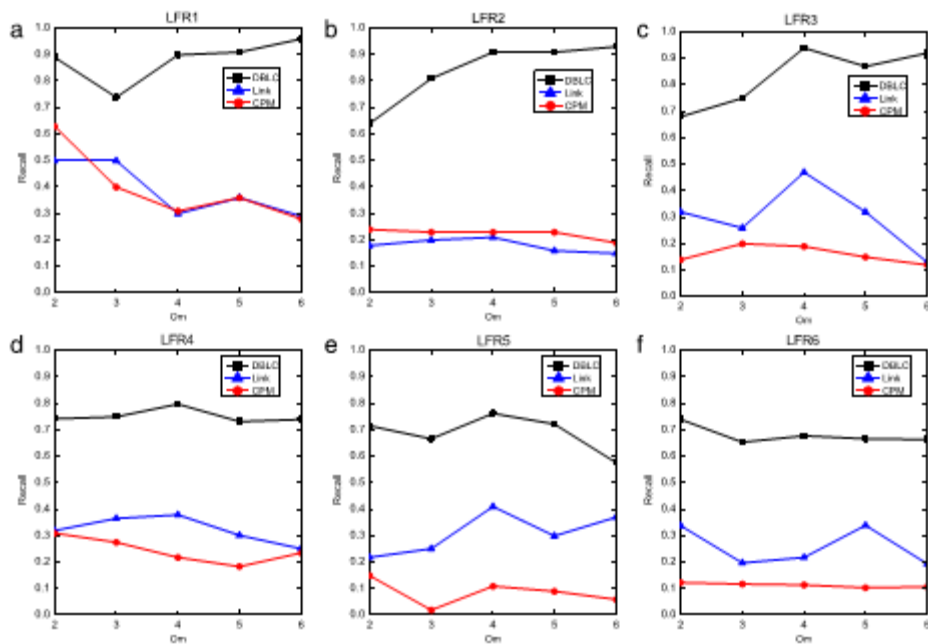 a LFR1
1.0
0.9
0.8
0.7
0.6
0.5
0.4
0.3
0.2
0.1
0.0
Recall
DBLC
Link
CPM
2 3 4 5 6
Om
b LFR2
1.0
0.9
0.8
0.7
0.6
0.5
0.4
0.3
0.2
0.1
0.0
Recall
DBLC
Link
CPM
2 3 4 5 6
Om
c LFR3
1.0
0.9
0.8
0.7
0.6
0.5
0.4
0.3
0.2
0.1
0.0
Recall
DBLC
Link
CPM
2 3 4 5 6
Om
d LFR4
1.0
0.9
0.8
0.7
0.6
0.5
0.4
0.3
0.2
0.1
0.0
Recall
DBLC
Link
CPM
2 3 4 5 6
Om
e LFR5
1.0
0.9
0.8
0.7
0.6
0.5
0.4
0.3
0.2
0.1
0.0
Recall
DBLC
Link
CPM
2 3 4 5 6
Om
f LFR6
1.0
0.9
0.8
0.7
0.6
0.5
0.4
0.3
0.2
0.1
0.0
Recall
DBLC
Link
CPM
2 3 4 5 6
Om